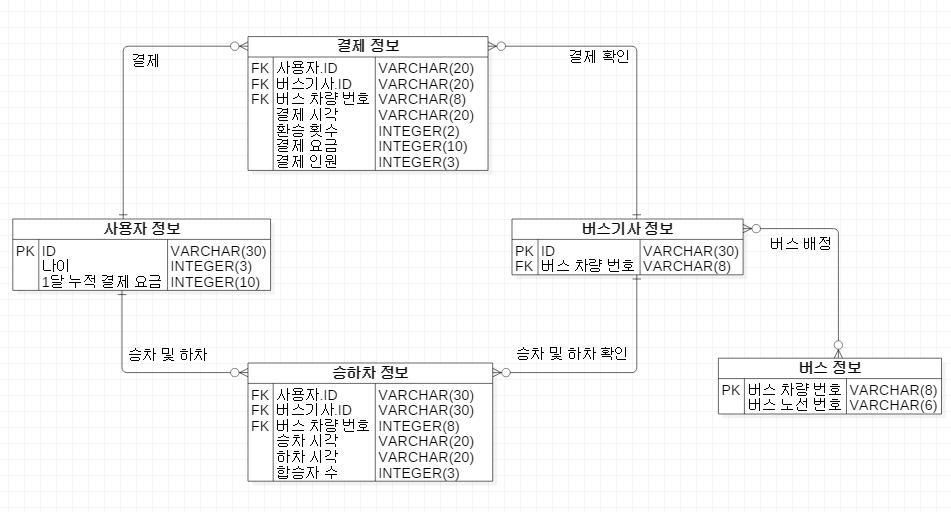 결제 정보
FK 사용자.ID VARCHAR(20)
FK 버스기사.ID VARCHAR(20)
FK 버스 차량 번호 VARCHAR(8)
결제 시각 VARCHAR(20)
환승 횟수 INTEGER(2)
결제 요금 INTEGER(10)
결제 인원 INTEGER(3)
결제
결제 확인
사용자 정보
PK ID VARCHAR(30)
나이 INTEGER(3)
1달 누적 결제 요금 INTEGER(10)
버스기사 정보
PK ID VARCHAR(30)
FK 버스 차량 번호 VARCHAR(8)
버스 배정
승차 및 하차
승차 및 하차 확인
승하차 정보
FK 사용자.ID VARCHAR(30)
FK 버스기사.ID VARCHAR(30)
FK 버스 차량 번호 INTEGER(8)
승차 시각 VARCHAR(20)
하차 시각 VARCHAR(20)
합승자 수 INTEGER(3)
버스 정보
PK 버스 차량 번호 VARCHAR(8)
버스 노선 번호 VARCHAR(6)